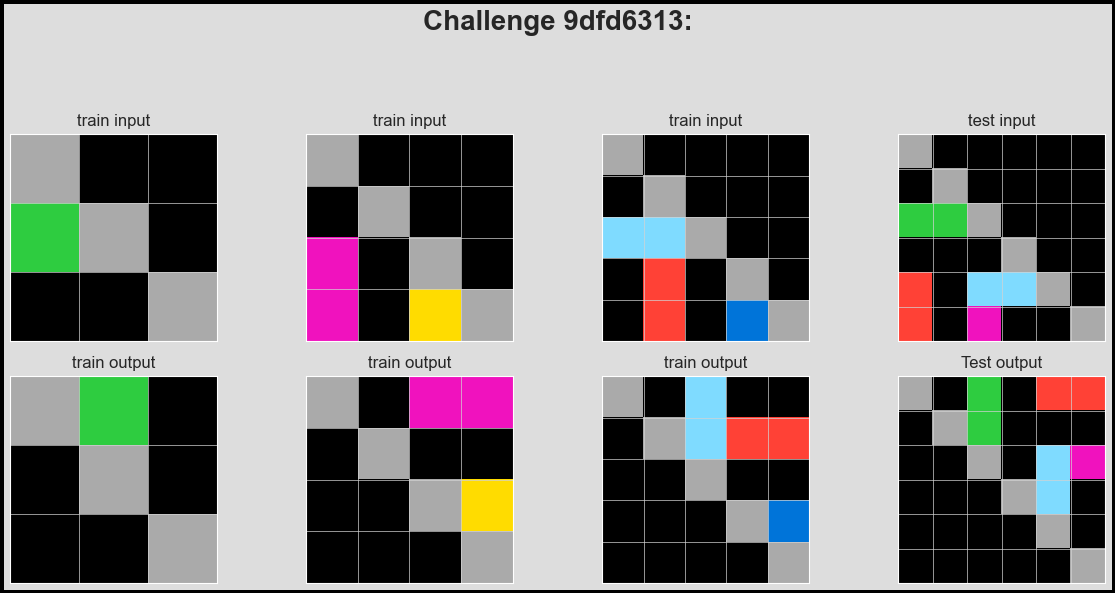 Challenge 9dfd6313:
train input
train input
train input
test input
train output
train output
train output
Test output